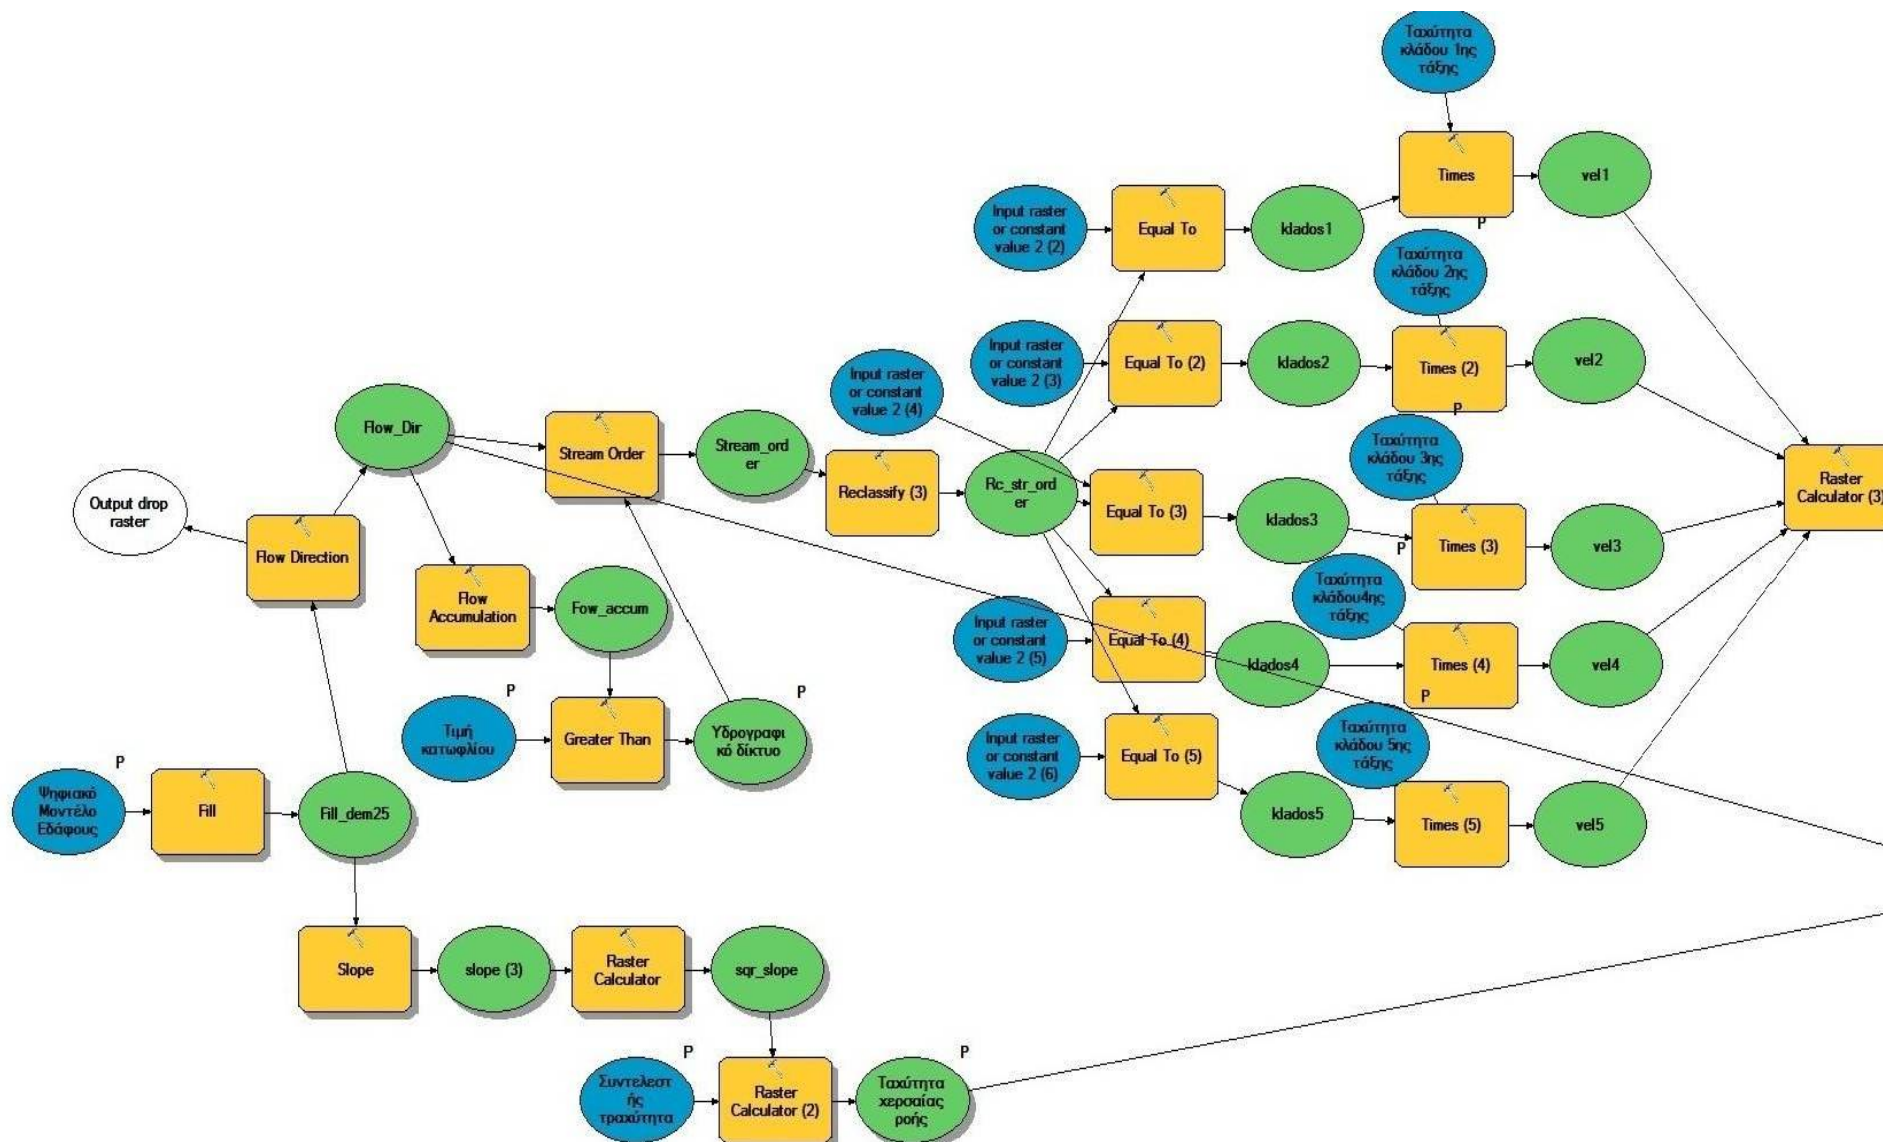 Ταχύτητα
κλάδου 1ης
τάξης
Times
vel1
P
Input raster
or constant
value 2 (2)
Equal To
klados1
Ταχύτητα
κλάδου 2ης
τάξης
Input raster
or constant
value 2 (3)
Equal To (2)
klados2
Times (2)
vel2
P
Input raster
or constant
value 2 (4)
Flow_Dir
Stream Order
Stream_ord
er
Reclassify (3)
Rc_str_ord
er
Equal To (3)
klados3
Ταχύτητα
κλάδου 3ης
τάξης
P
Times (3)
vel3
Raster
Calculator (3)
Output drop
raster
Flow Direction
Flow
Accumulation
Fow_accum
Input raster
or constant
value 2 (5)
Equal To (4)
klados4
Ταχύτητα
κλάδου4ης
τάξης
Times (4)
P
vel4
P
Τιμή
κατωφλίου
Greater Than
P
Υδρογραφι
κό δίκτυο
Input raster
or constant
value 2 (6)
Equal To (5)
klados5
Ταχύτητα
κλάδου 5ης
τάξης
Times (5)
vel5
P
Ψηφιακό
Μοντέλο
Εδάφους
Fill
Fill_dem25
Slope
slope (3)
Raster
Calculator
sqr_slope
P
Συντελεστ
ής
τραχύτητα
Raster
Calculator (2)
P
Ταχύτητα
χερσαίας
ροής